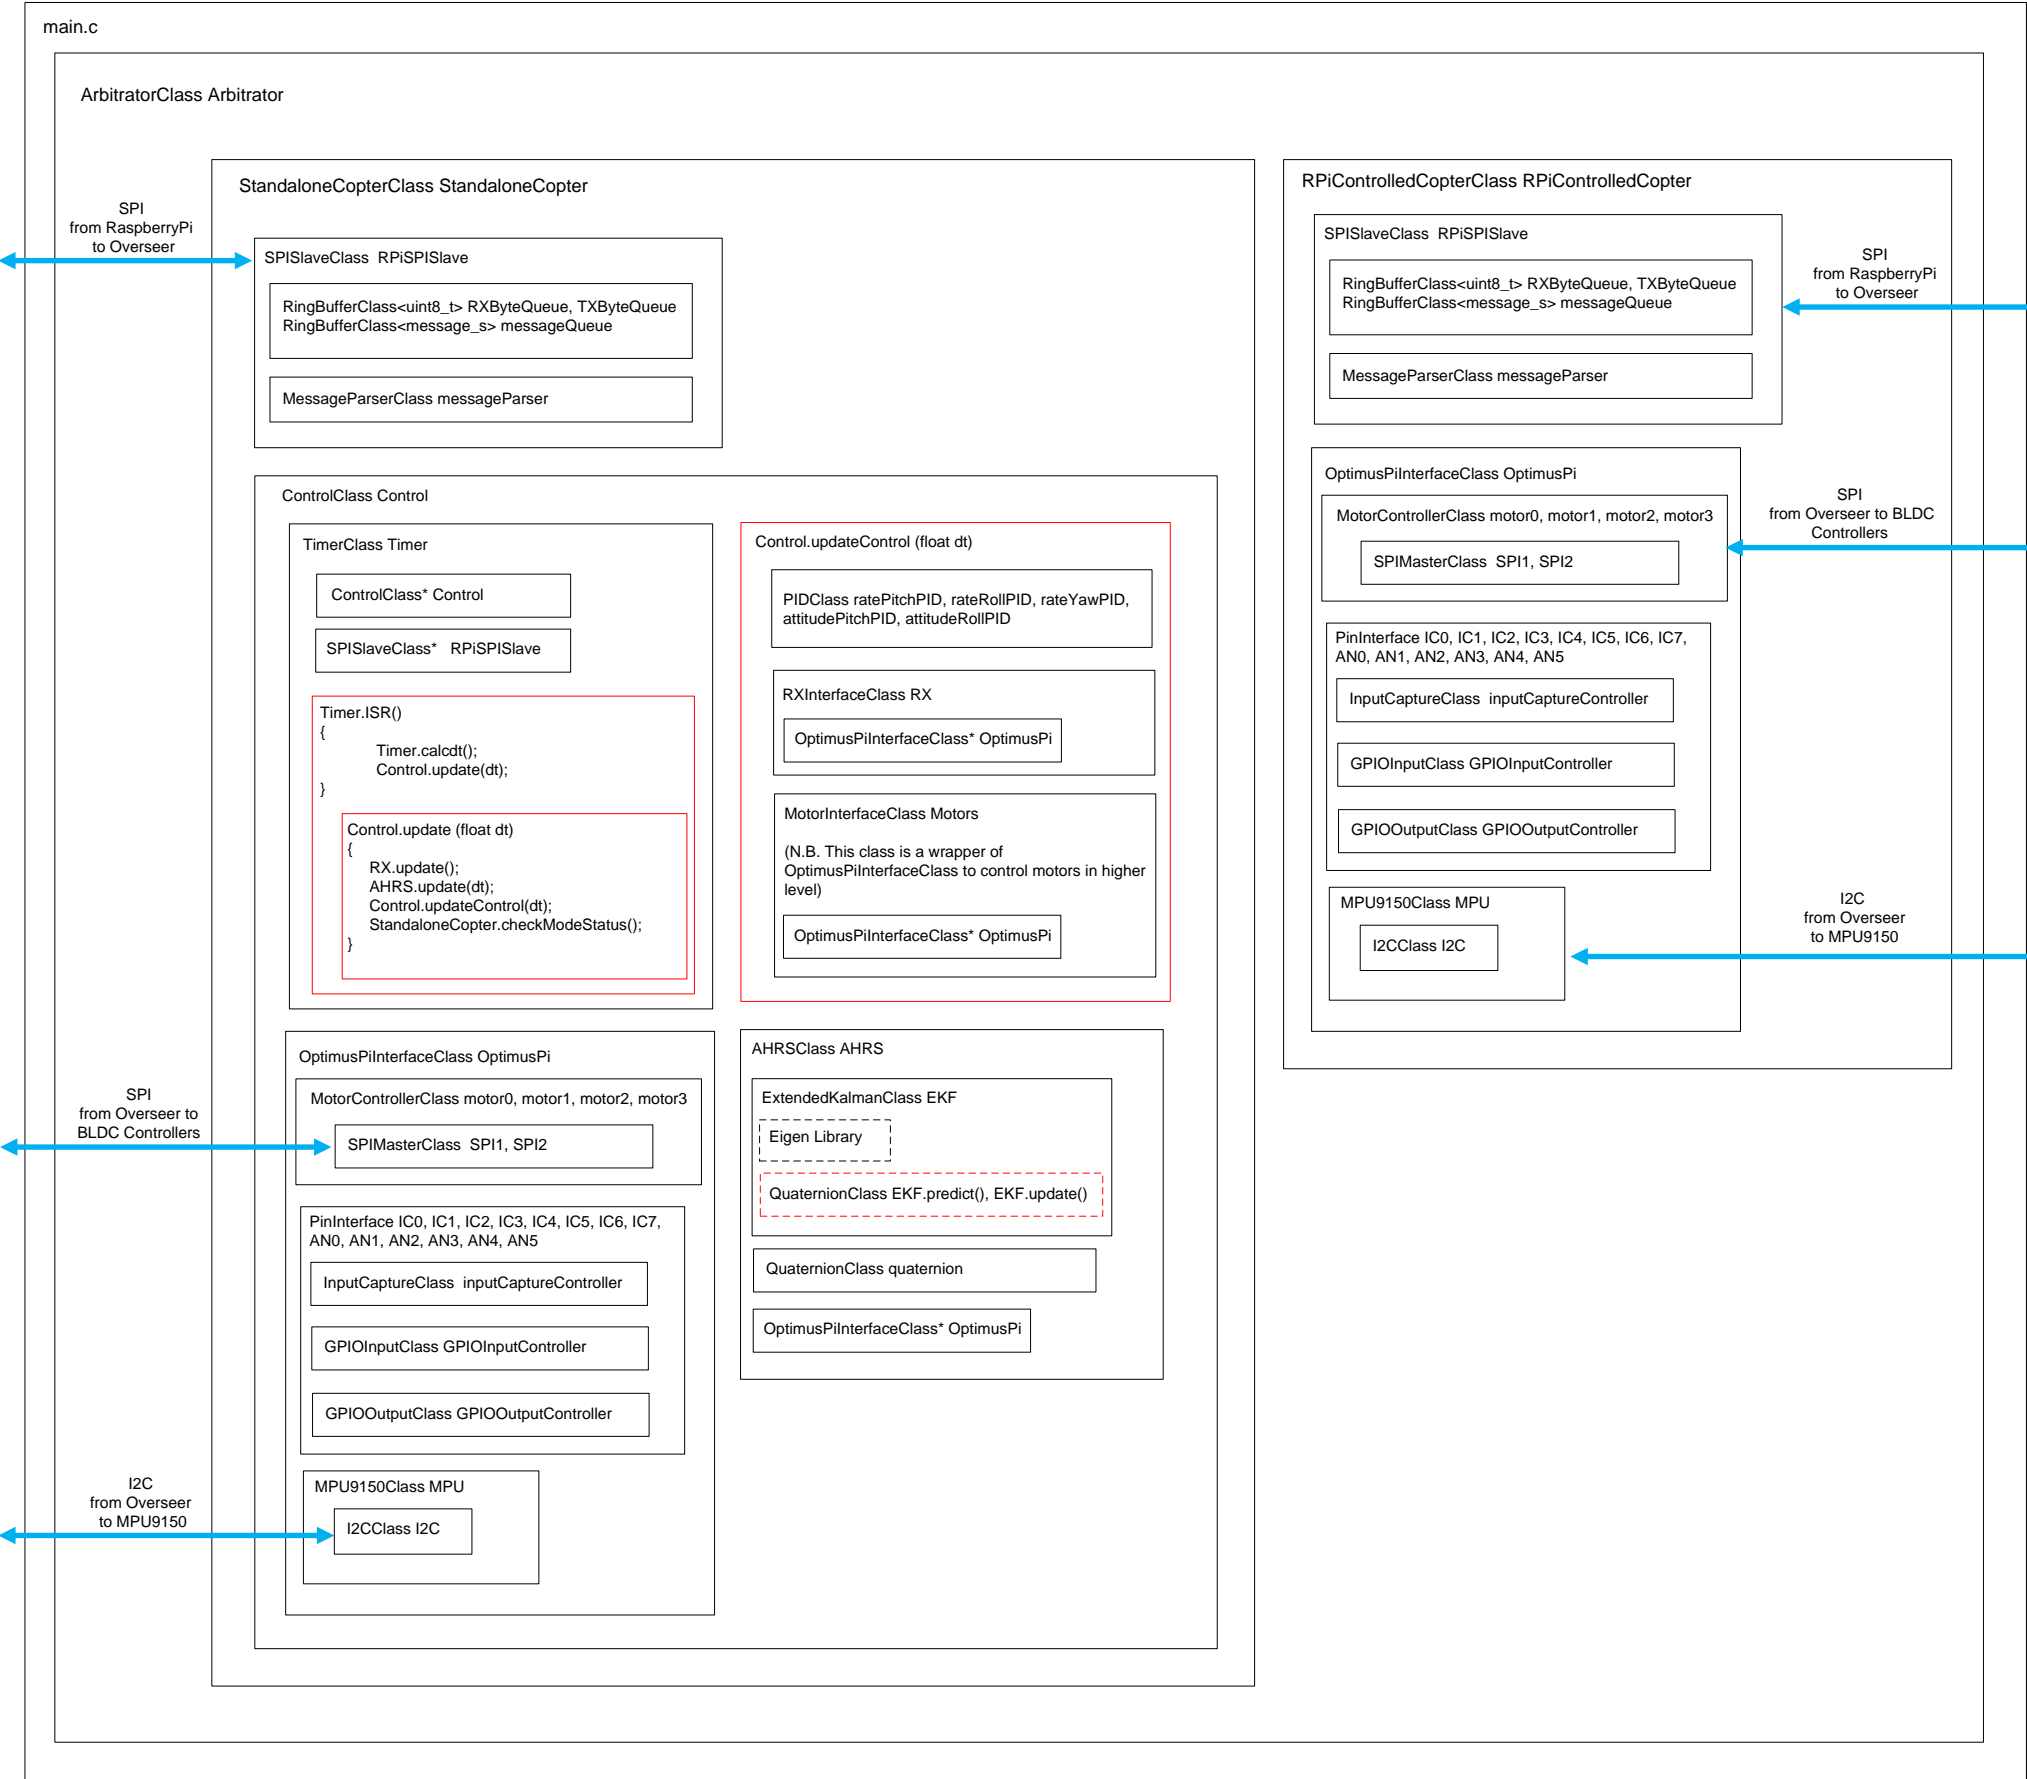 main.c
ArbitratorClass Arbitrator
StandaloneCopterClass StandaloneCopter
SPI
from RaspberryPi
to Overseer
SPISlaveClass  RPiSPISlave
RingBufferClass<uint8_t> RXByteQueue, TXByteQueue
RingBufferClass<message_s> messageQueue
MessageParserClass messageParser
ControlClass Control
TimerClass Timer
ControlClass* Control
SPISlaveClass*   RPiSPISlave
Timer.ISR()
{
Timer.calcdt();
Control.update(dt);
}
Control.update (float dt)
{
RX.update();
AHRS.update(dt);
Control.updateControl(dt);
StandaloneCopter.checkModeStatus();
}
Control.updateControl (float dt)
PIDClass ratePitchPID, rateRollPID, rateYawPID,
attitudePitchPID, attitudeRollPID
RXInterfaceClass RX
OptimusPiInterfaceClass* OptimusPi
MotorInterfaceClass Motors
(N.B. This class is a wrapper of
OptimusPiInterfaceClass to control motors in higher
level)
OptimusPiInterfaceClass* OptimusPi
OptimusPiInterfaceClass OptimusPi
MotorControllerClass motor0, motor1, motor2, motor3
SPIMasterClass  SPI1, SPI2
SPI
from Overseer to
BLDC Controllers
PinInterface IC0, IC1, IC2, IC3, IC4, IC5, IC6, IC7,
AN0, AN1, AN2, AN3, AN4, AN5
InputCaptureClass  inputCaptureController
GPIOInputClass GPIOInputController
GPIOOutputClass GPIOOutputController
MPU9150Class MPU
I2CClass I2C
I2C
from Overseer
to MPU9150
AHRSClass AHRS
ExtendedKalmanClass EKF
Eigen Library
QuaternionClass EKF.predict(), EKF.update()
QuaternionClass quaternion
OptimusPiInterfaceClass* OptimusPi
RPiControlledCopterClass RPiControlledCopter
SPISlaveClass  RPiSPISlave
RingBufferClass<uint8_t> RXByteQueue, TXByteQueue
RingBufferClass<message_s> messageQueue
MessageParserClass messageParser
SPI
from RaspberryPi
to Overseer
OptimusPiInterfaceClass OptimusPi
MotorControllerClass motor0, motor1, motor2, motor3
SPIMasterClass  SPI1, SPI2
SPI
from Overseer to BLDC
Controllers
PinInterface IC0, IC1, IC2, IC3, IC4, IC5, IC6, IC7,
AN0, AN1, AN2, AN3, AN4, AN5
InputCaptureClass  inputCaptureController
GPIOInputClass GPIOInputController
GPIOOutputClass GPIOOutputController
MPU9150Class MPU
I2CClass I2C
I2C
from Overseer
to MPU9150